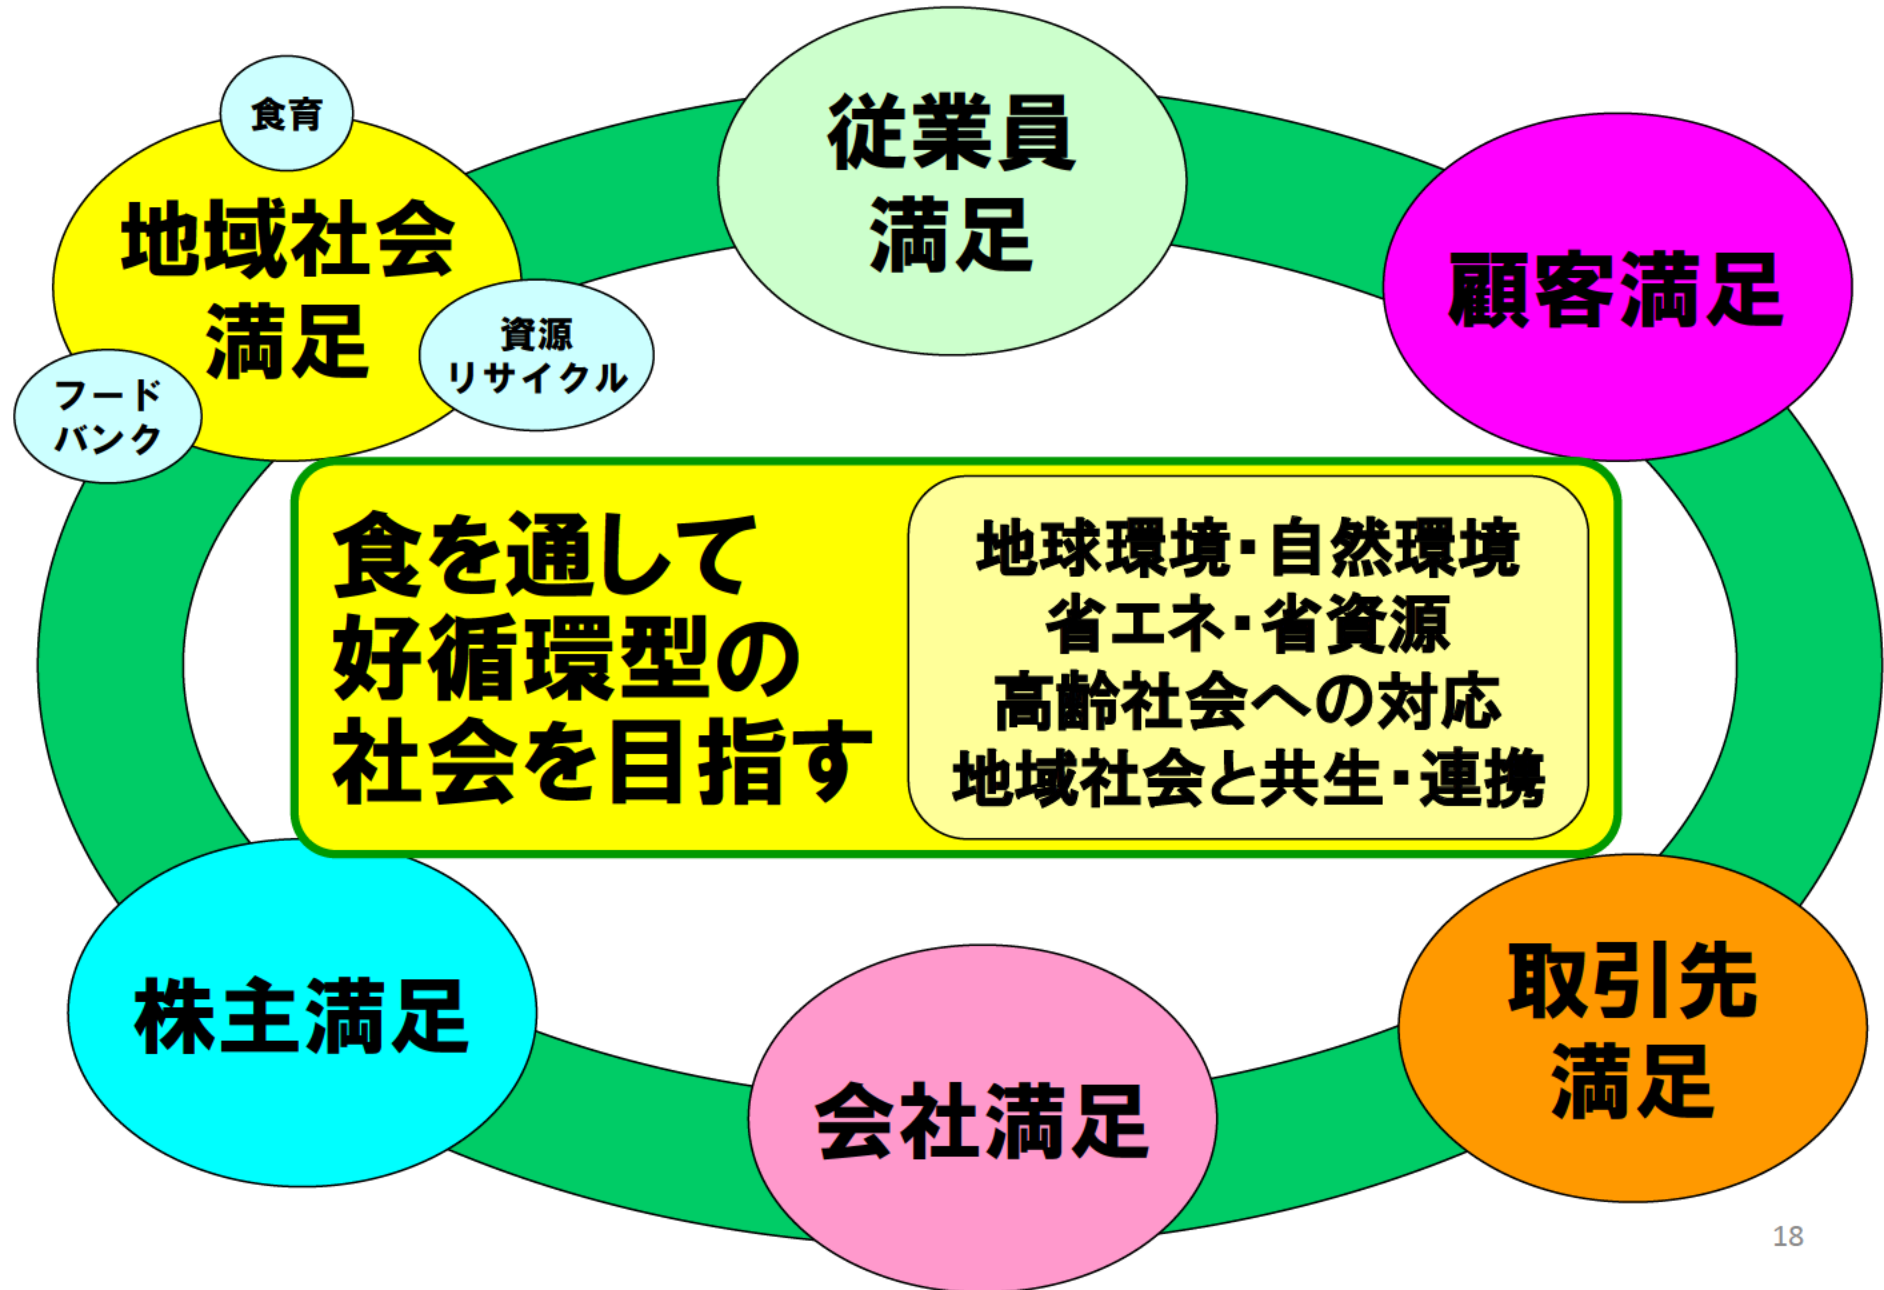 食育
地域社会
満足
資源
リサイクル
フード
バンク
従業員
満足
顧客満足
食を通して
好循環型の
社会を目指す
地球環境・自然環境
省エネ・省資源
高齢社会への対応
地域社会と共生・連携
株主満足
会社満足
取引先
満足
18